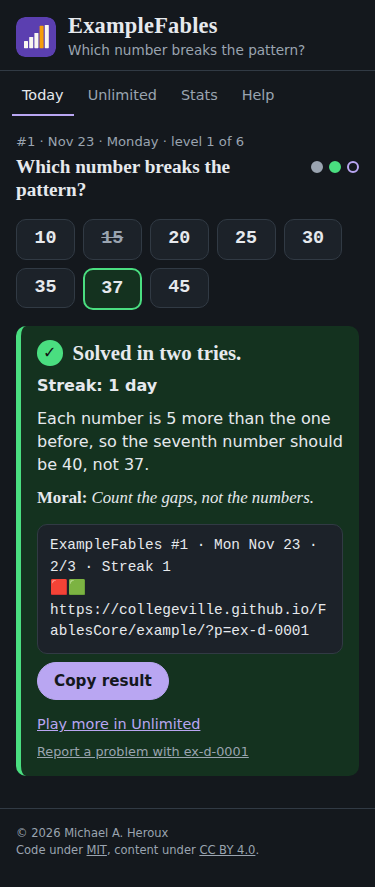 ExampleFables
Which number breaks the pattern?
Today Unlimited Stats Help
#1 · Nov 23 · Monday · level 1 of 6
Which number breaks the
pattern?
10 15 20 25 30
35 37 45
✓ Solved in two tries.
Streak: 1 day
Each number is 5 more than the one
before, so the seventh number should
be 40, not 37.
Moral: Count the gaps, not the numbers.
ExampleFables #1 · Mon Nov 23 ·
2/3 · Streak 1
🟥🟩
https://collegeville.github.io/F
ablesCore/example/?p=ex-d-0001
Copy result
Play more in Unlimited
Report a problem with ex-d-0001
© 2026 Michael A. Heroux
Code under MIT, content under CC BY 4.0.